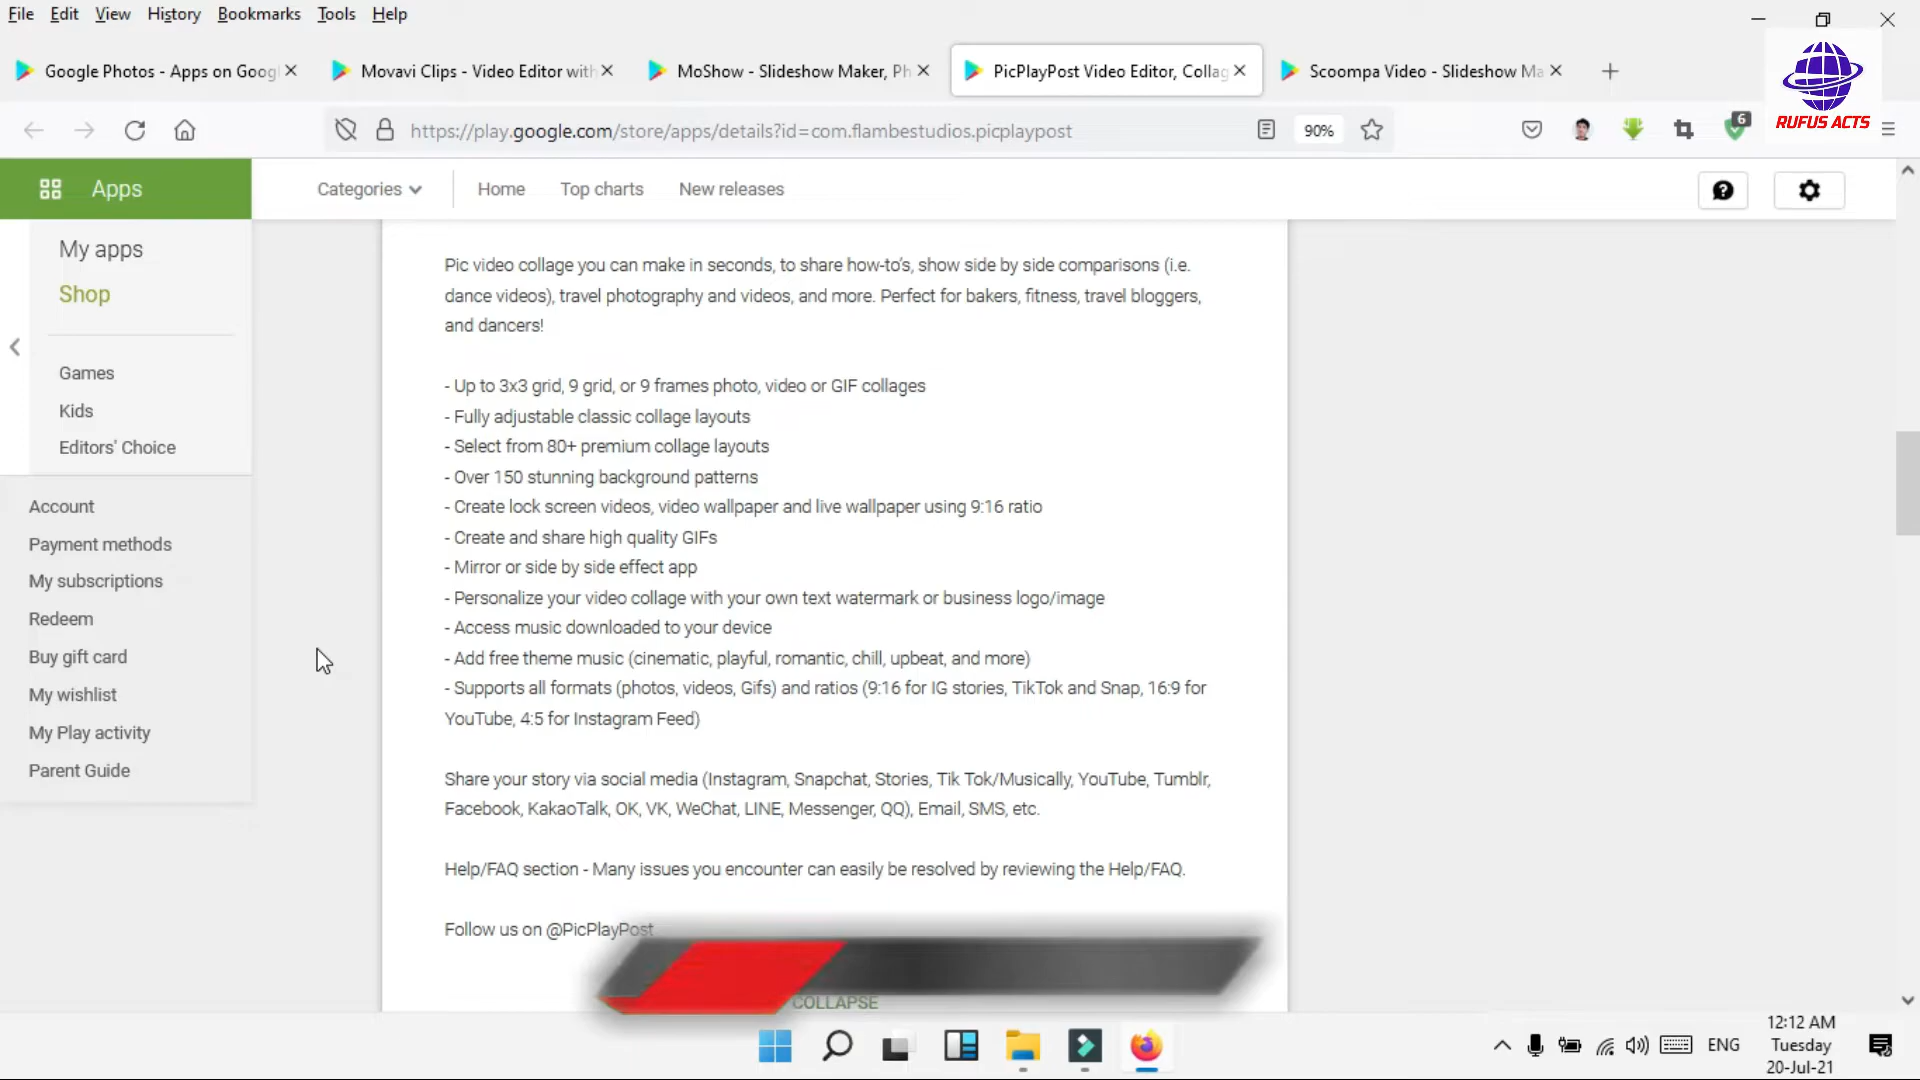 File Edit View History Bookmarks Tools Help
Google Photos - Apps on Googl
Movavi Clips - Video Editor with
MoShow - Slideshow Maker, Ph
PicPlayPost Video Editor, Collag
Scoompa Video - Slideshow Ma
https://play.google.com/store/apps/details?id=com.flambestudios.picplaypost
90%
6
RUFUS ACTS
Apps
Categories
Home
Top charts
New releases
My apps
Shop
Games
Kids
Editors' Choice
Account
Payment methods
My subscriptions
Redeem
Buy gift card
My wishlist
My Play activity
Parent Guide
Pic video collage you can make in seconds, to share how-to's, show side by side comparisons (i.e.
dance videos), travel photography and videos, and more. Perfect for bakers, fitness, travel bloggers,
and dancers!
- Up to 3x3 grid, 9 grid, or 9 frames photo, video or GIF collages
- Fully adjustable classic collage layouts
- Select from 80+ premium collage layouts
- Over 150 stunning background patterns
- Create lock screen videos, video wallpaper and live wallpaper using 9:16 ratio
- Create and share high quality GIFs
- Mirror or side by side effect app
- Personalize your video collage with your own text watermark or business logo/image
- Access music downloaded to your device
- Add free theme music (cinematic, playful, romantic, chill, upbeat, and more)
- Supports all formats (photos, videos, Gifs) and ratios (9:16 for IG stories, TikTok and Snap, 16:9 for
YouTube, 4:5 for Instagram Feed)
Share your story via social media (Instagram, Snapchat, Stories, Tik Tok/Musically, YouTube, Tumblr,
Facebook, KakaoTalk, OK, VK, WeChat, LINE, Messenger, QQ), Email, SMS, etc.
Help/FAQ section - Many issues you encounter can easily be resolved by reviewing the Help/FAQ.
Follow us on @PicPlayPost
COLLAPSE
ENG
12:12 AM
Tuesday
20-Jul-21